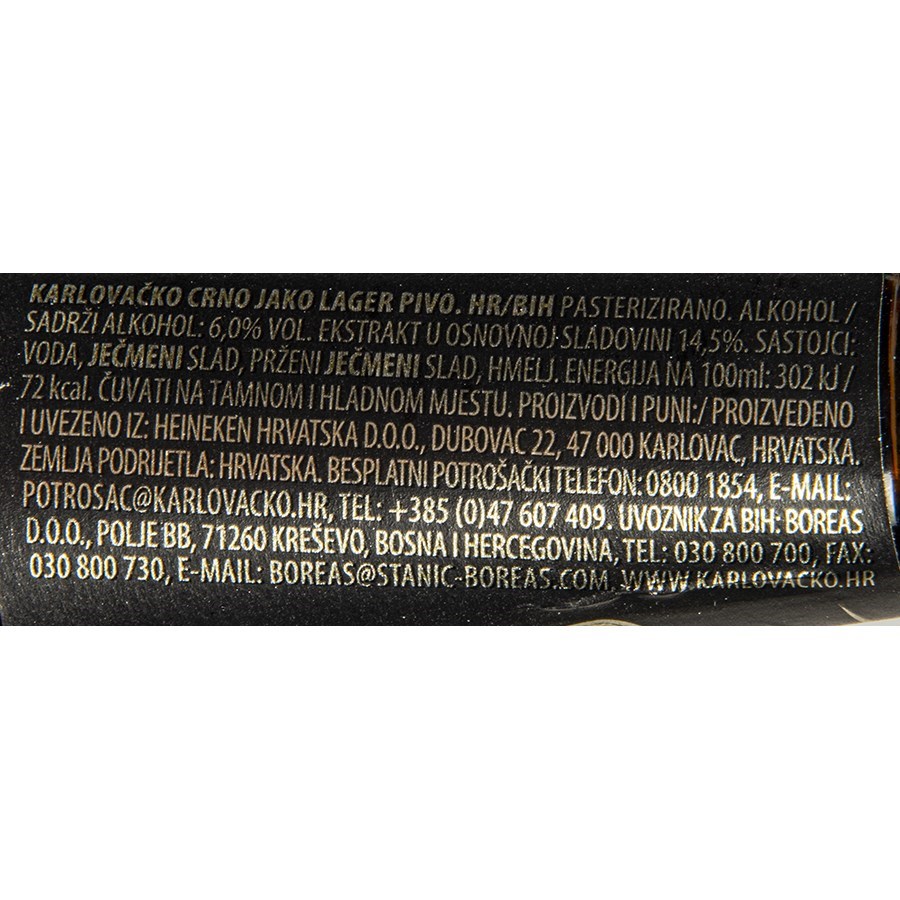 KARLOVAČKO CRNO JAKO LAGER PIVO. HR/BIH PASTERIZIRANO. ALKOHOL /
SADRŽI ALKOHOL: 6,0% VOL. EKSTRAKT U OSNOVNOJ SLADOVINI 14,5%. SASTOJCI:
VODA, JEČMENI SLAD, PRŽENI JEČMENI SLAD, HMELJ. ENERGIJA NA 100ml: 302 kJ /
72 kcal. ČUVATI NA TAMNOM I HLADNOM MJESTU. PROIZVODI I PUNI:/ PROIZVEDENO
I UVEZENO IZ: HEINEKEN HRVATSKA D.O.O., DUBOVAC 22, 47 000 KARLOVAC, HRVATSKA.
ZEMLJA PODRIJETLA: HRVATSKA. BESPLATNI POTROŠAČKI TELEFON: 0800 1854, E-MAIL:
POTROSAC@KARLOVACKO.HR, TEL: +385 (0)47 607 409. UVOZNIK ZA BIH: BOREAS
D.O.O., POLJE BB, 71260 KREŠEVO, BOSNA I HERCEGOVINA, TEL: 030 800 700, FAX:
030 800 730, E-MAIL: BOREAS@STANIC-BOREAS.COM, WWW.KARLOVACKO.HR